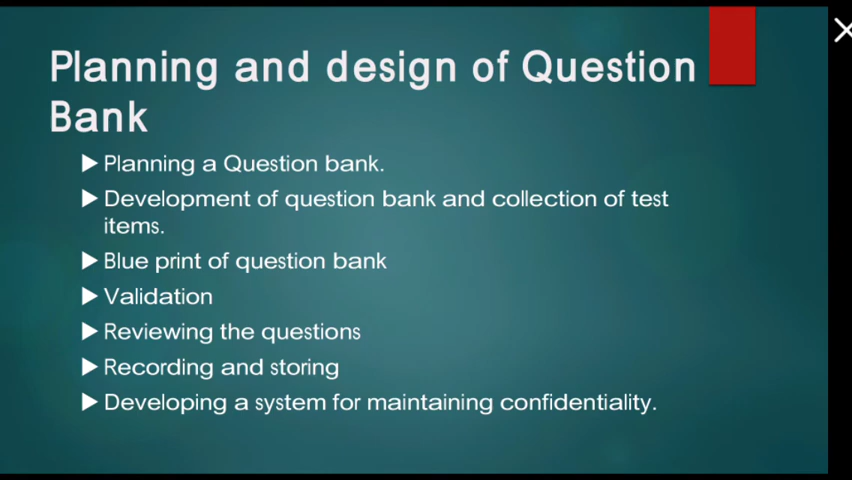 Planning and design of Question
Bank
Planning a Question bank.
Development of question bank and collection of test
items.
Blue print of question bank
Validation
Reviewing the questions
Recording and storing
Developing a system for maintaining confidentiality.